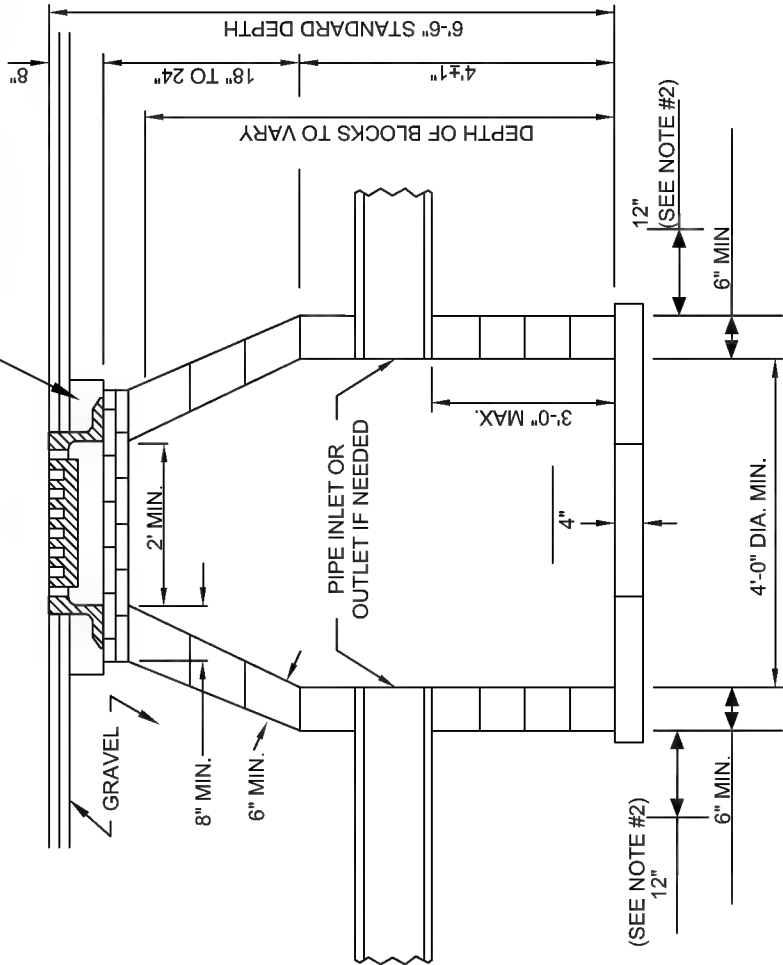 6'-6" STANDARD DEPTH
8"
18" TO 24"
4'±1"
DEPTH OF BLOCKS TO VARY
GRAVEL
2' MIN.
8" MIN.
6" MIN.
PIPE INLET OR
OUTLET IF NEEDED
3'-0" MAX.
4"
12"
(SEE NOTE #2)
6" MIN
4'-0" DIA. MIN.
(SEE NOTE #2)
12"
6" MIN.